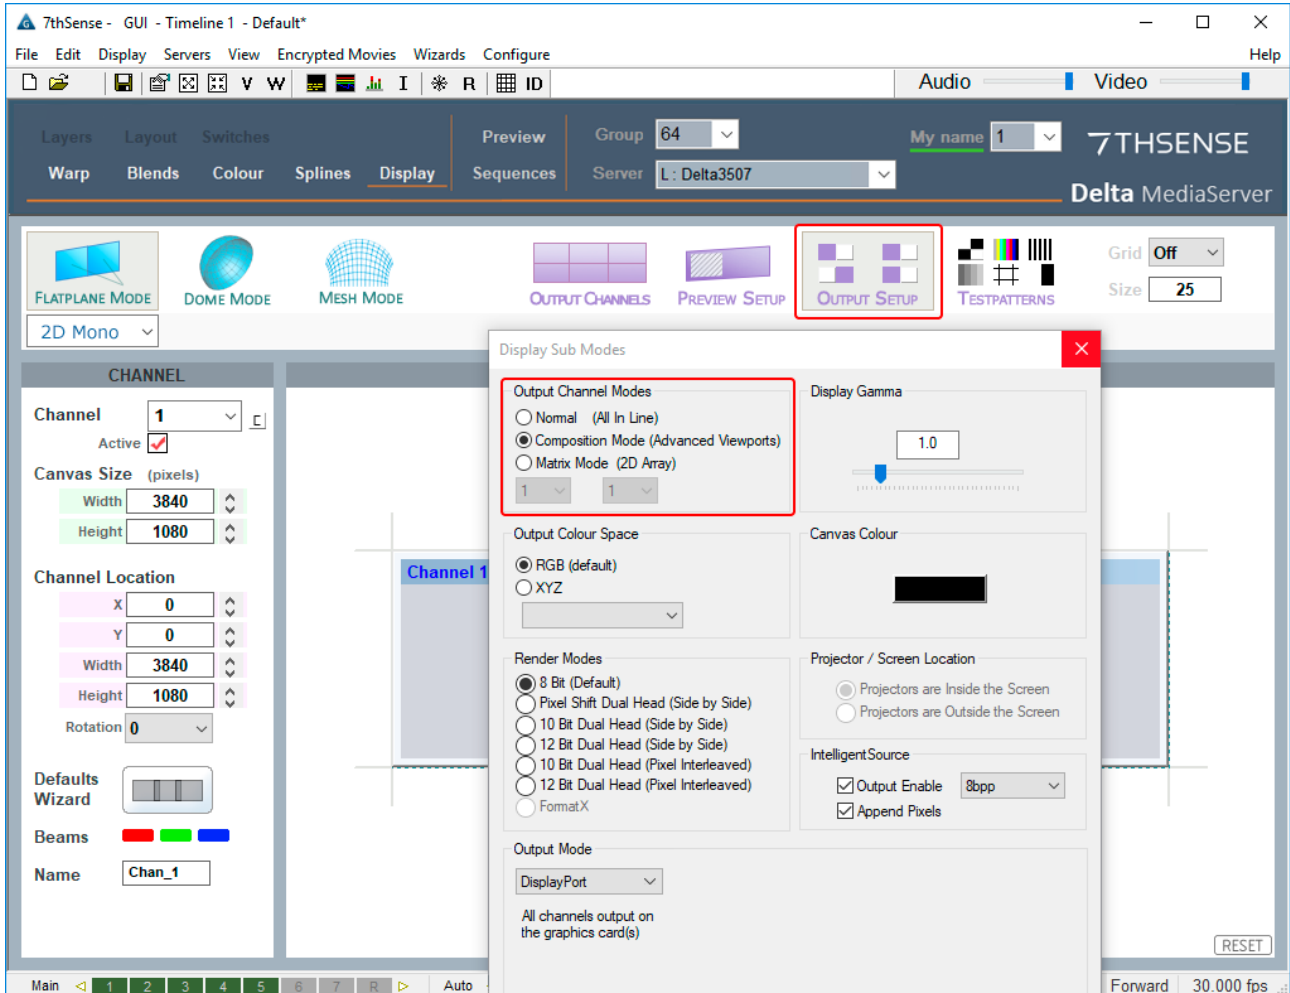 7thSense - GUI - Timeline 1 - Default*
File Edit Display Servers View Encrypted Movies Wizards Configure Help
V W I R ID Audio Video
Layers Layout Switches Preview Group 64 My name 1 7THSENSE
Warp Blends Colour Splines Display Sequences Server L : Delta3507
Delta MediaServer
FLATPLANE MODE DOME MODE MESH MODE OUTPUT CHANNELS PREVIEW SETUP OUTPUT SETUP TESTPATTERNS
Grid Off
Size 25
2D Mono
CHANNEL
Channel 1
Active
Canvas Size (pixels)
Width 3840
Height 1080
Channel Location
X 0
Y 0
Width 3840
Height 1080
Rotation 0
Defaults
Wizard
Beams
Name Chan_1
Channel 1
Display Sub Modes
Output Channel Modes
Normal (All In Line)
Composition Mode (Advanced Viewports)
Matrix Mode (2D Array)
1 1
Display Gamma
1.0
Output Colour Space
RGB (default)
XYZ
Canvas Colour
Render Modes
8 Bit (Default)
Pixel Shift Dual Head (Side by Side)
10 Bit Dual Head (Side by Side)
12 Bit Dual Head (Side by Side)
10 Bit Dual Head (Pixel Interleaved)
12 Bit Dual Head (Pixel Interleaved)
FormatX
Projector / Screen Location
Projectors are Inside the Screen
Projectors are Outside the Screen
IntelligentSource
Output Enable 8bpp
Append Pixels
Output Mode
DisplayPort
All channels output on
the graphics card(s)
RESET
Main 1 2 3 4 5 6 7 R Auto Forward 30.000 fps